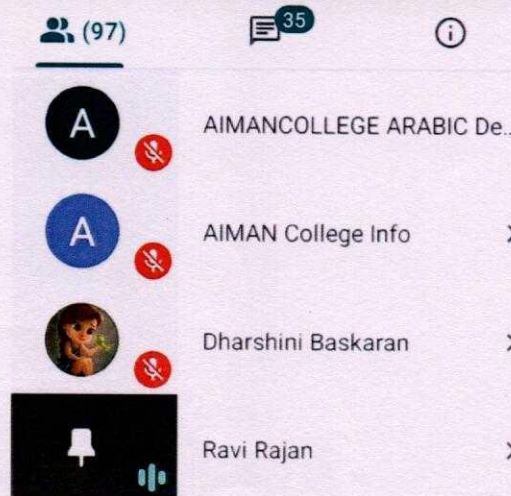 (97)
35
A
AIMANCOLLEGE ARABIC De..
A
AIMAN College Info
Dharshini Baskaran
Ravi Rajan